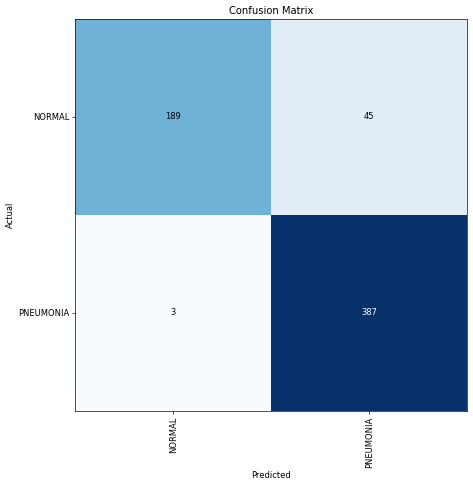 Confusion Matrix
NORMAL
189
45
Actual
PNEUMONIA
3
387
NORMAL
PNEUMONIA
Predicted